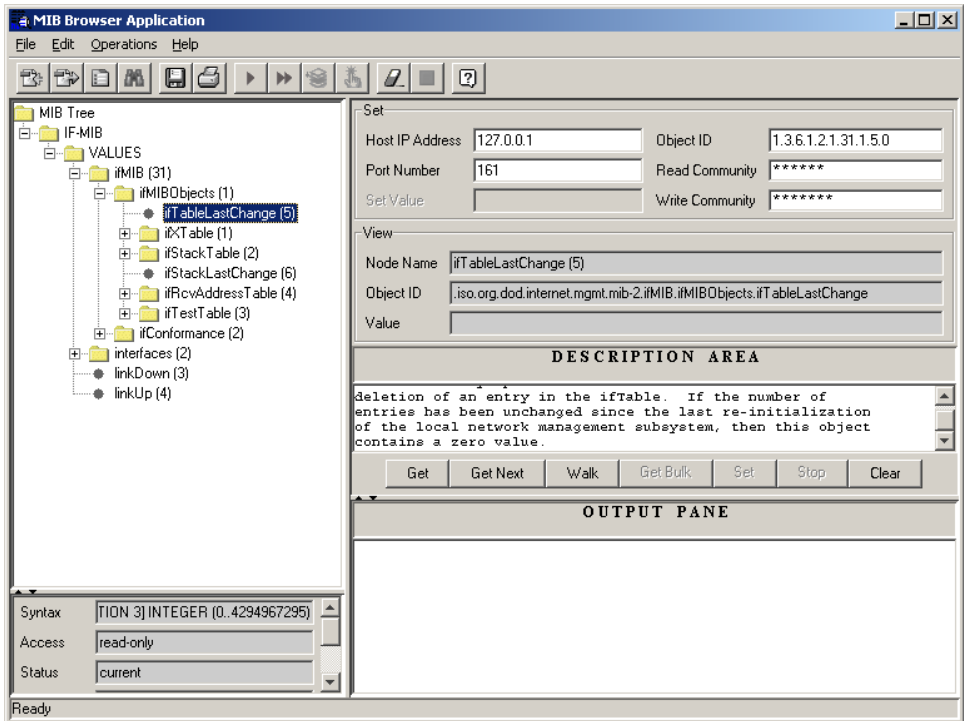 MIB Browser Application
File Edit Operations Help
MIB Tree
IF-MIB
VALUES
ifMIB (31)
ifMIBObjects (1)
ifTableLastChange (5)
ifXTable (1)
ifStackTable (2)
ifStackLastChange (6)
ifRcvAddressTable (4)
ifTestTable (3)
ifConformance (2)
interfaces (2)
linkDown (3)
linkUp (4)
Syntax TION 3] INTEGER (0..4294967295)
Access read-only
Status current
Set
Host IP Address 127.0.0.1 Object ID 1.3.6.1.2.1.31.1.5.0
Port Number 161 Read Community ******
Set Value Write Community *******
View
Node Name ifTableLastChange (5)
Object ID .iso.org.dod.internet.mgmt.mib-2.ifMIB.ifMIBObjects.ifTableLastChange
Value
DESCRIPTION AREA
deletion of an entry in the ifTable. If the number of
entries has been unchanged since the last re-initialization
of the local network management subsystem, then this object
contains a zero value.
Get Get Next Walk Get Bulk Set Stop Clear
OUTPUT PANE
Ready